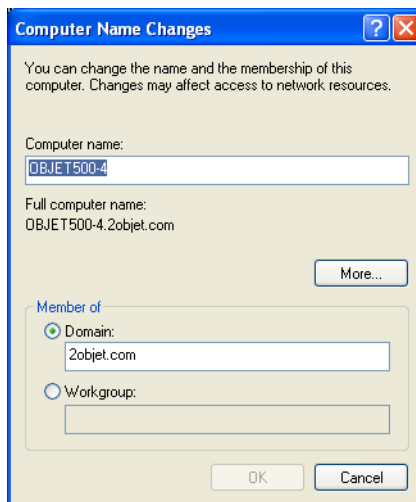 Computer Name Changes
You can change the name and the membership of this
computer. Changes may affect access to network resources.
Computer name:
OBJET500-4
Full computer name:
OBJET500-4.2objet.com
More...
Member of
Domain:
2objet.com
Workgroup:
OK
Cancel